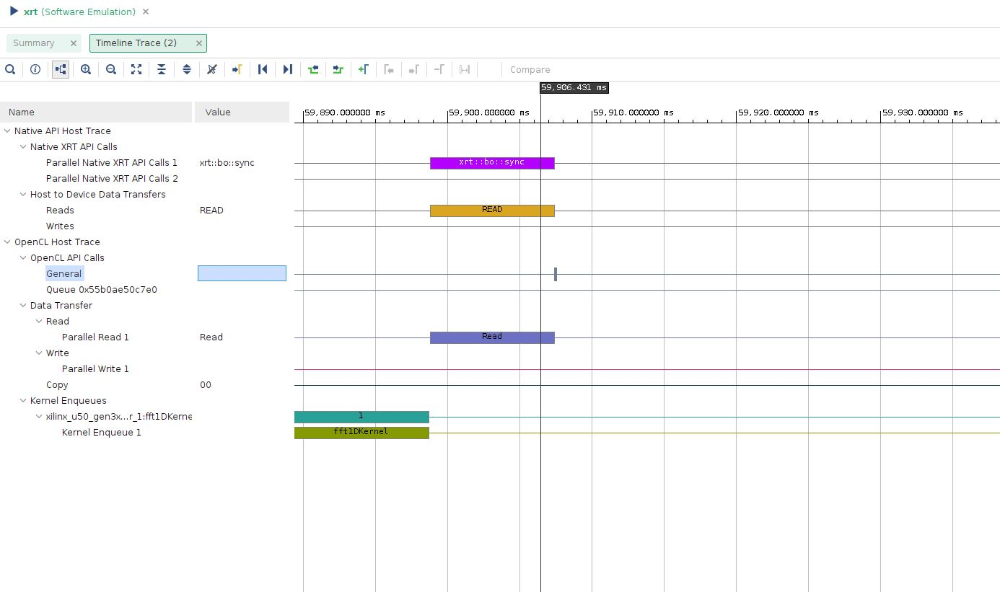 xrt (Software Emulation)
Summary Timeline Trace (2)
Compare
59,906.431 ms
Name Value 59,890.000000 ms 59,900.000000 ms 59,910.000000 ms 59,920.000000 ms 59,930.000000 ms
Native API Host Trace
Native XRT API Calls
Parallel Native XRT API Calls 1 xrt::bo::sync xrt::bo::sync
Parallel Native XRT API Calls 2
Host to Device Data Transfers
Reads READ READ
Writes
OpenCL Host Trace
OpenCL API Calls
General
Queue 0x55b0ae50c7e0
Data Transfer
Read
Parallel Read 1 Read Read
Write
Parallel Write 1
Copy 00
Kernel Enqueues
xilinx_u50_gen3x...r_1:fft1DKerne 1
Kernel Enqueue 1 fft1DKernel